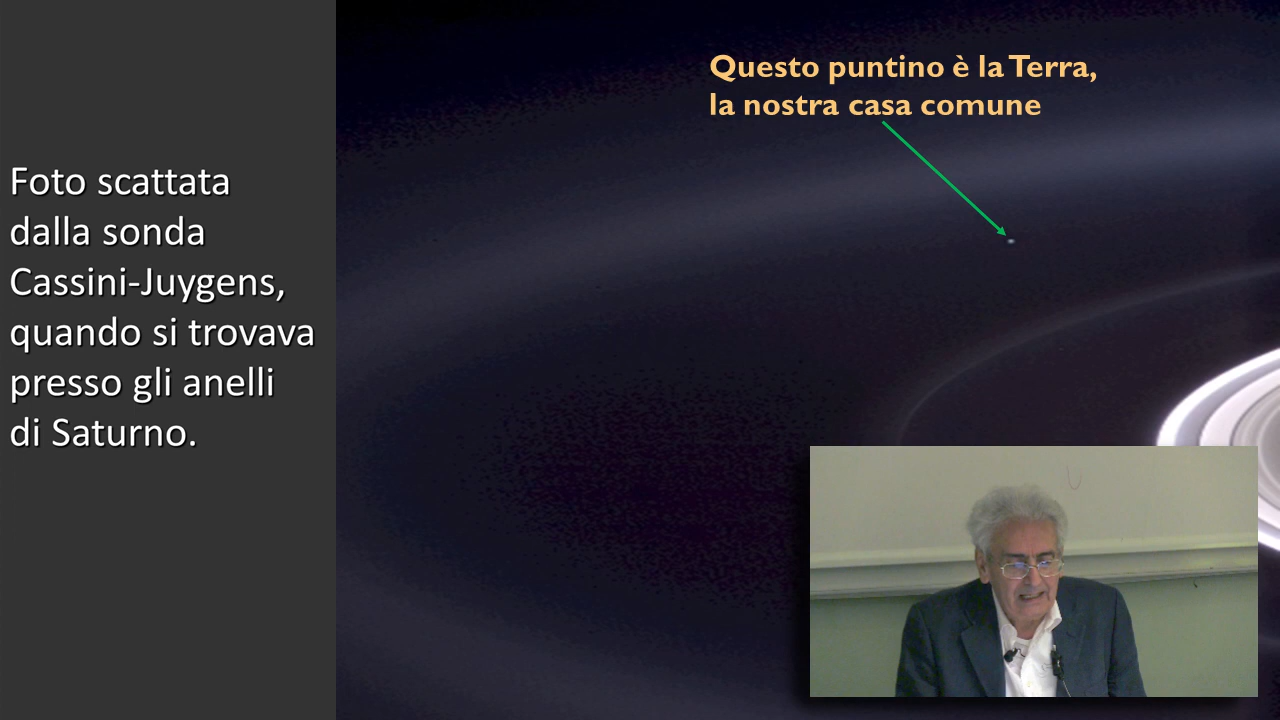 Foto scattata
dalla sonda
Cassini-Juygens,
quando si trovava
presso gli anelli
di Saturno.
Questo puntino è la Terra,
la nostra casa comune